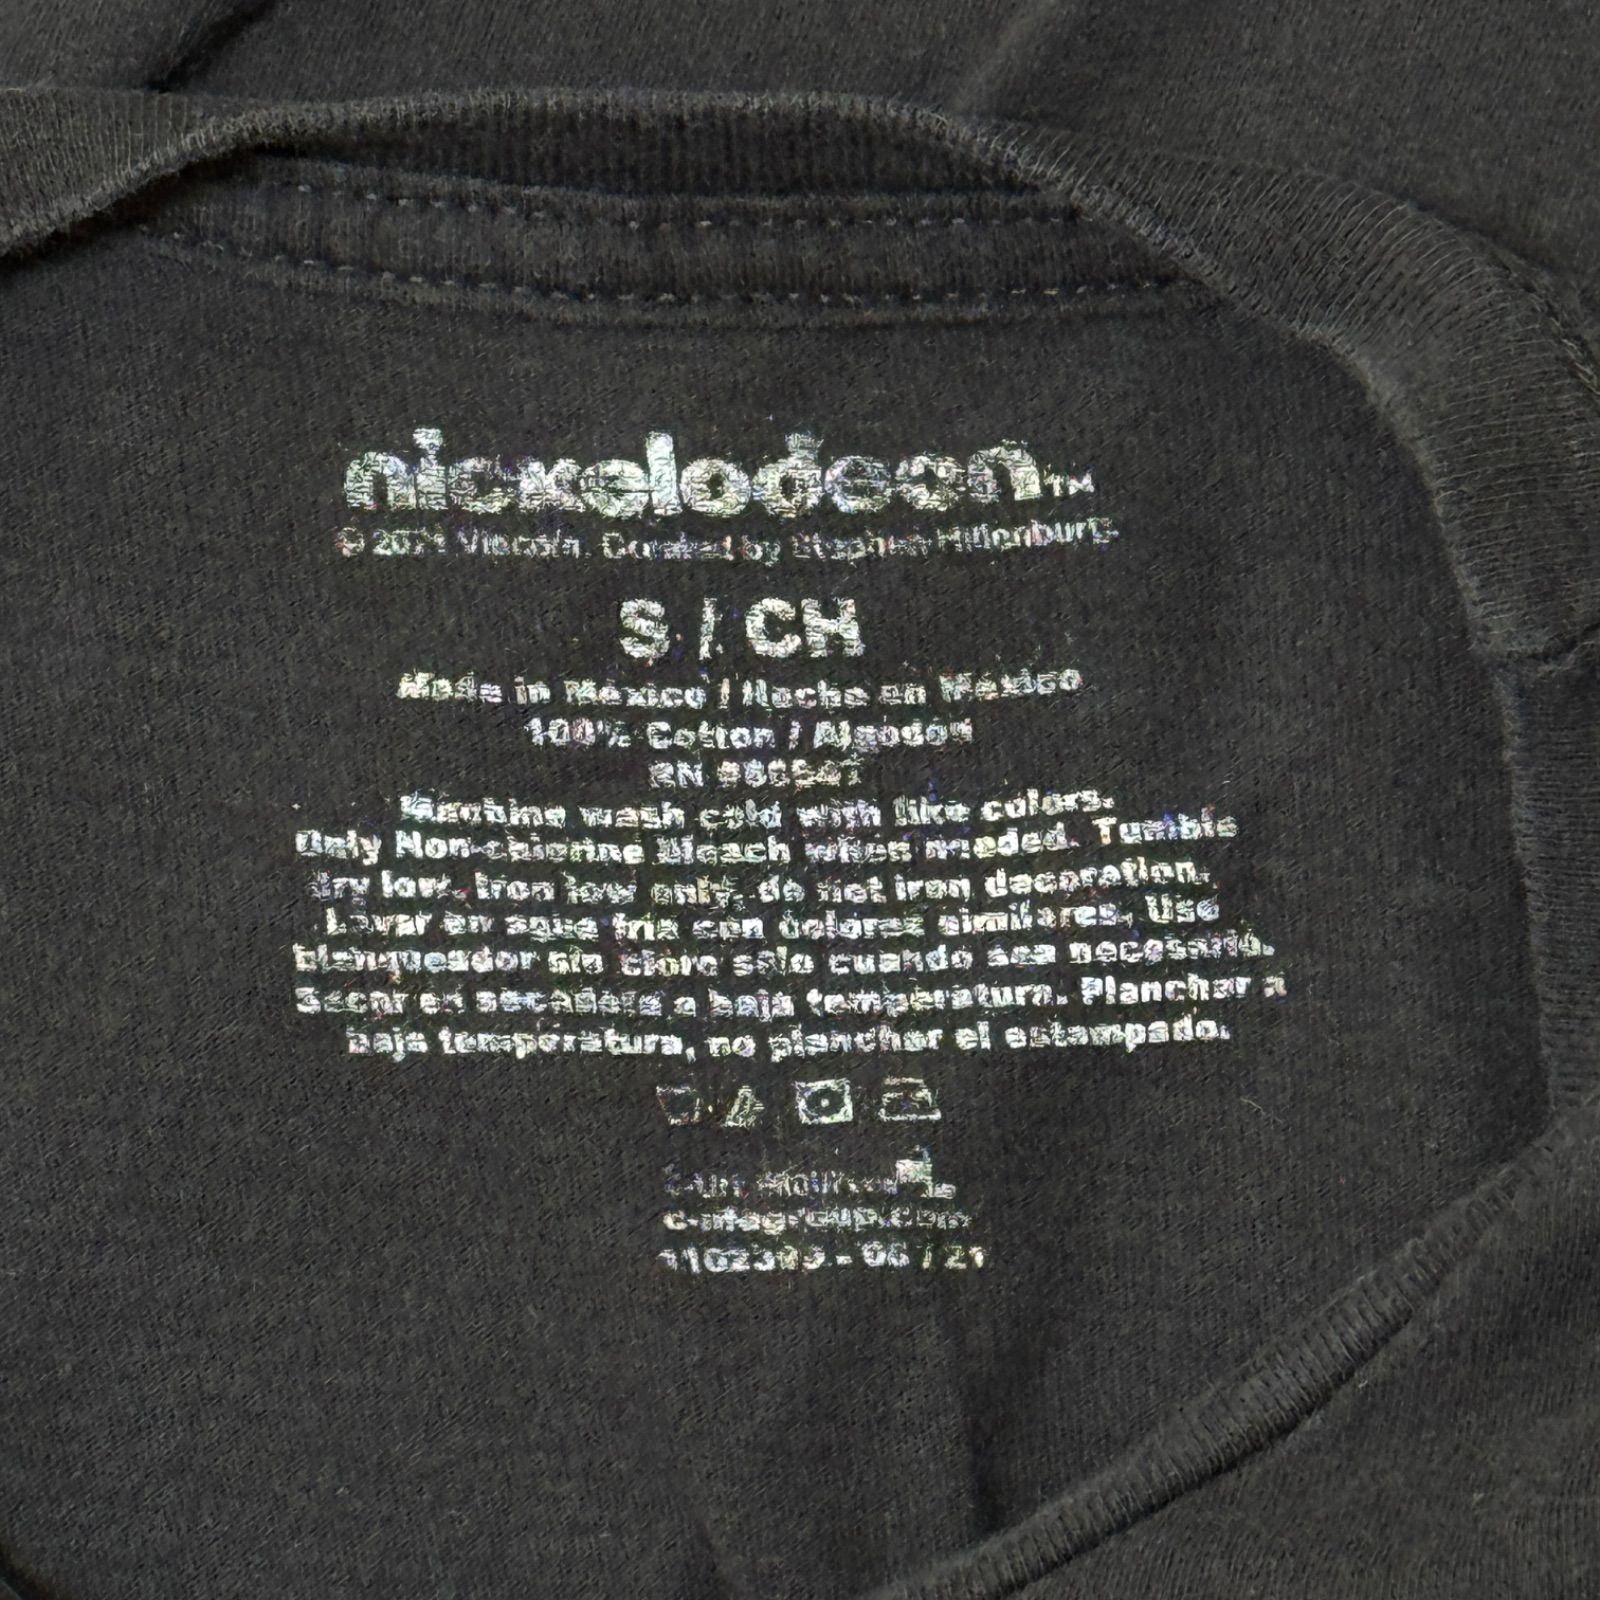 nickelodeon™
© 2021 Viacom. Created by Stephen Hillenburg
S / CH
Made in Mexico / Hecho en México
100% Cotton / Algodón
RN
Machine wash cold with like colors.
Only Non-chlorine bleach when needed. Tumble
dry low. Iron low only, do not iron decoration.
Lavar en agua fria con colores similares. Use
blanqueador sin cloro sólo cuando sea necesario.
Secar en secadora a baja temperatura. Planchar a
baja temperatura, no planchar el estampado.
- 06 / 21